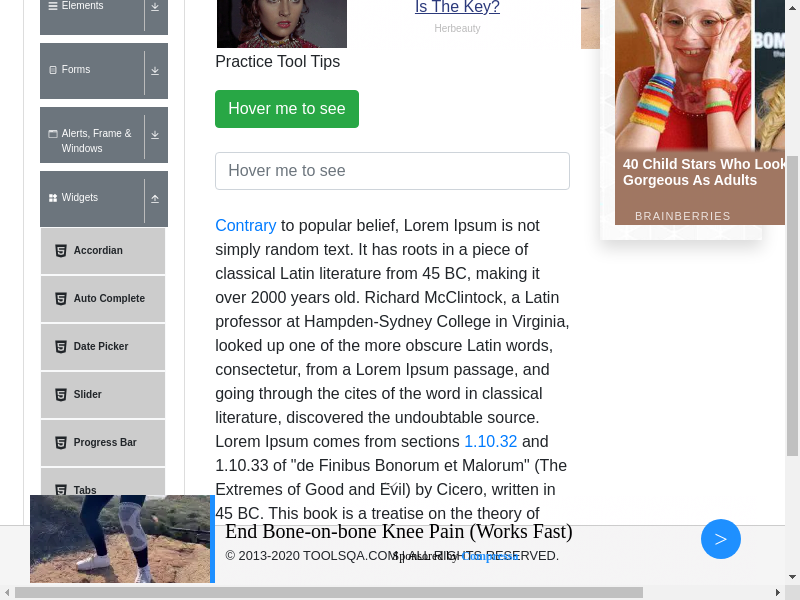 Elements
Forms
Alerts, Frame &
Windows
Widgets
Accordian
Auto Complete
Date Picker
Slider
Progress Bar
Tabs
Is The Key?
Herbeauty
Practice Tool Tips
Hover me to see
Hover me to see
Contrary to popular belief, Lorem Ipsum is not
simply random text. It has roots in a piece of
classical Latin literature from 45 BC, making it
over 2000 years old. Richard McClintock, a Latin
professor at Hampden-Sydney College in Virginia,
looked up one of the more obscure Latin words,
consectetur, from a Lorem Ipsum passage, and
going through the cites of the word in classical
literature, discovered the undoubtable source.
Lorem Ipsum comes from sections 1.10.32 and
1.10.33 of "de Finibus Bonorum et Malorum" (The
Extremes of Good and Evil) by Cicero, written in
45 BC. This book is a treatise on the theory of
40 Child Stars Who Look
Gorgeous As Adults
BRAINBERRIES
BOM
End Bone-on-bone Knee Pain (Works Fast)
>
© 2013-2020 TOOLSQA.COM | ALL RIGHTS RESERVED.
Sponsored by